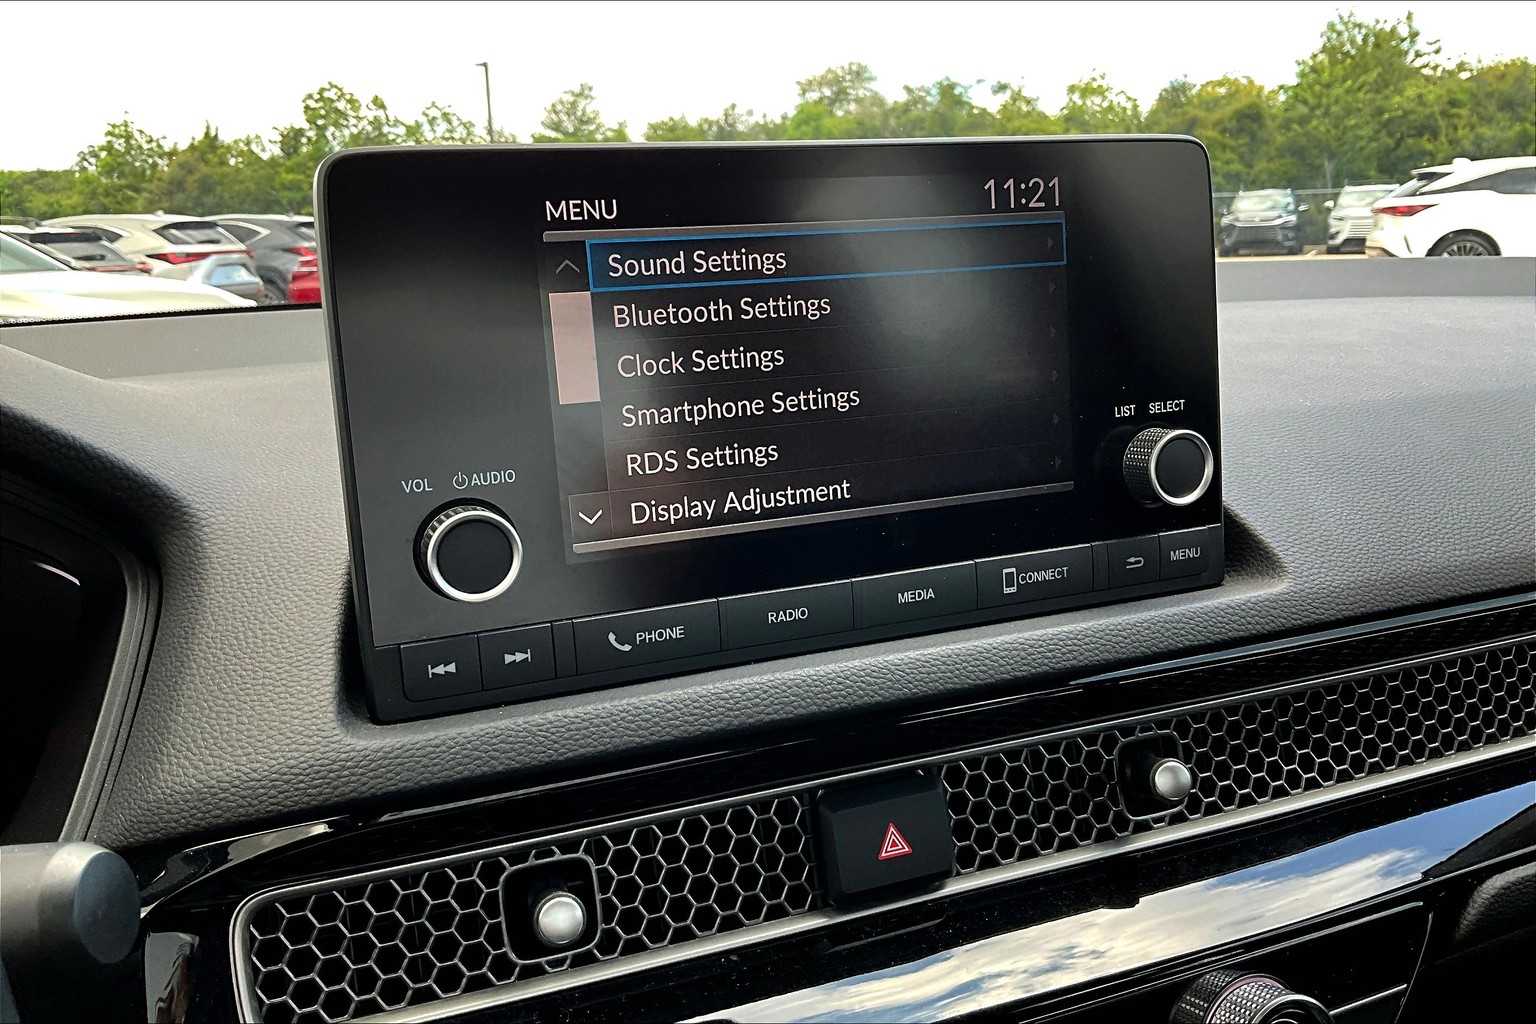 MENU
11:21
Sound Settings
Bluetooth Settings
Clock Settings
Smartphone Settings
RDS Settings
Display Adjustment
VOL AUDIO
LIST SELECT
PHONE
RADIO
MEDIA
CONNECT
MENU